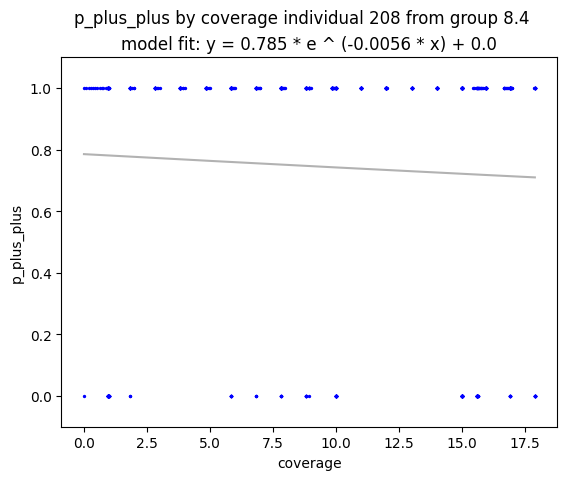 p_plus_plus by coverage individual 208 from group 8.4
model fit: y = 0.785 * e ^ (-0.0056 * x) + 0.0
1.0
0.8
0.6
0.4
0.2
0.0
p_plus_plus
0.0 2.5 5.0 7.5 10.0 12.5 15.0 17.5
coverage